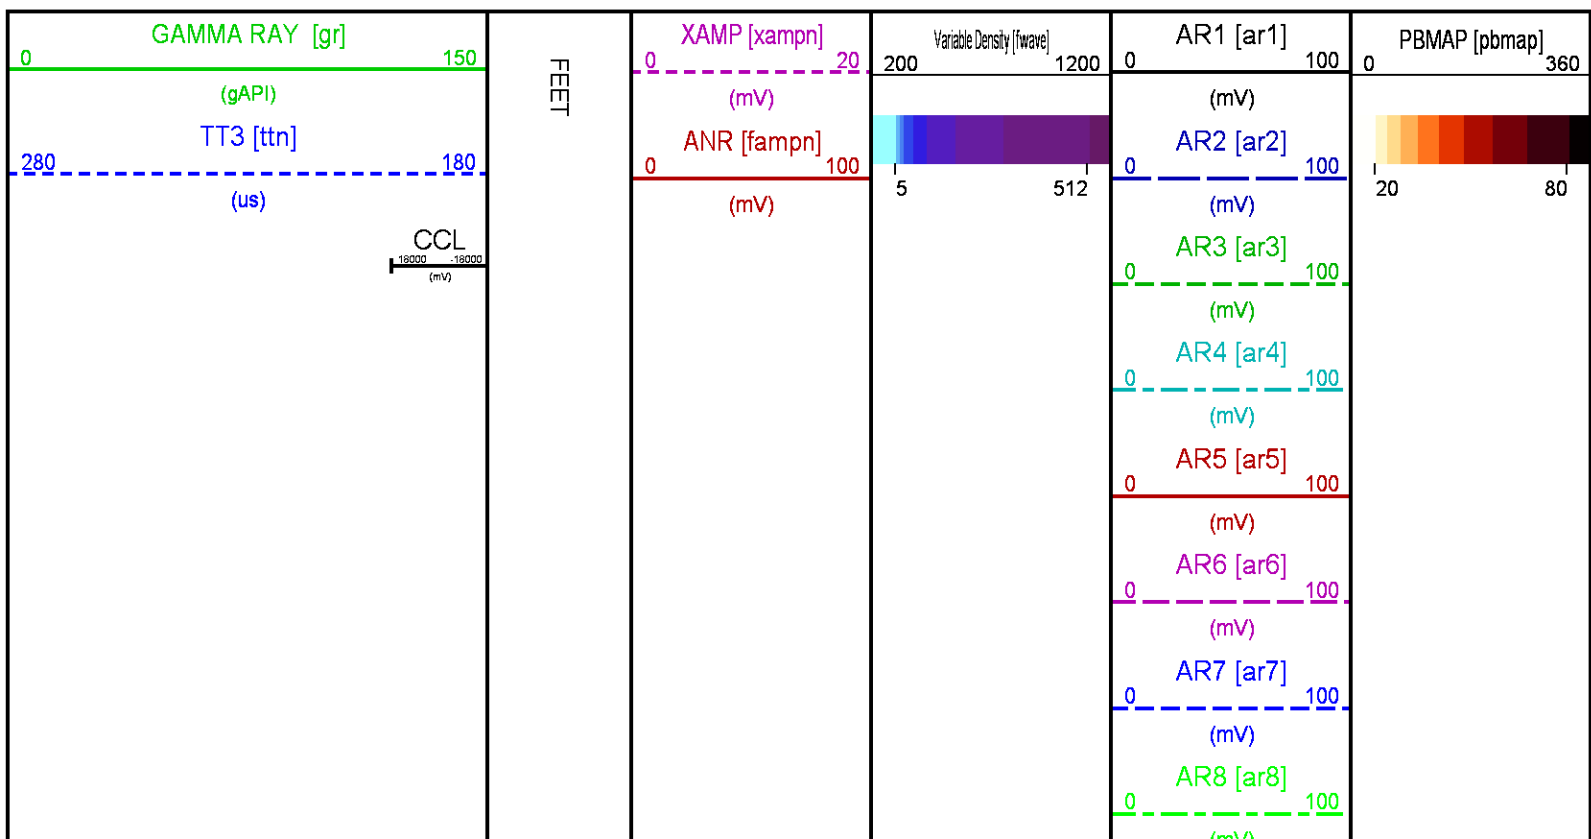 GAMMA RAY [gr]
0 150
(gAPI)
TT3 [ttn]
280 180
(us)
CCL
16000 -16000
(mV)
FEET
XAMP [xampn]
0 20
(mV)
ANR [fampn]
0 100
(mV)
Variable Density [fwave]
200 1200
5 512
AR1 [ar1]
0 100
(mV)
AR2 [ar2]
0 100
(mV)
AR3 [ar3]
0 100
(mV)
AR4 [ar4]
0 100
(mV)
AR5 [ar5]
0 100
(mV)
AR6 [ar6]
0 100
(mV)
AR7 [ar7]
0 100
(mV)
AR8 [ar8]
0 100
(mV)
PBMAP [pbmap]
0 360
20 80